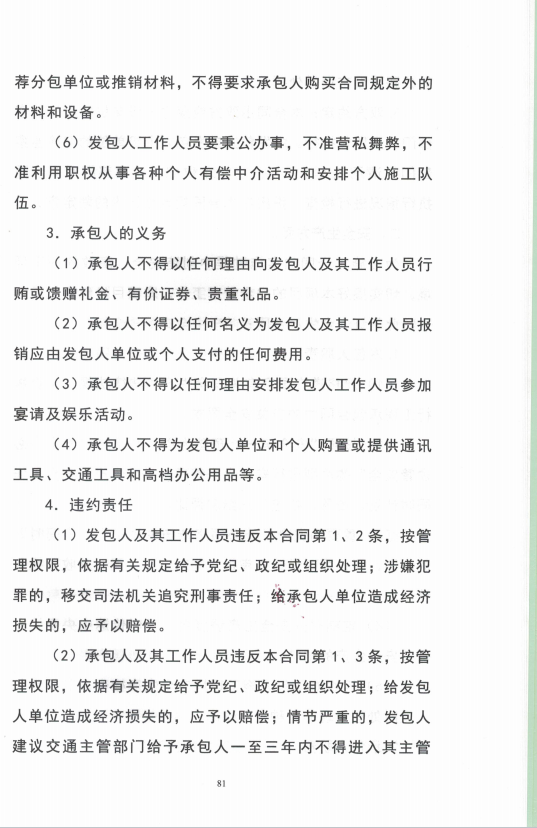 荐分包单位或推销材料，不得要求承包人购买合同规定外的
材料和设备。
（6）发包人工作人员要秉公办事，不准营私舞弊，不
准利用职权从事各种个人有偿中介活动和安排个人施工队
伍。
3．承包人的义务
（1）承包人不得以任何理由向发包人及其工作人员行
贿或馈赠礼金、有价证券、贵重礼品。
（2）承包人不得以任何名义为发包人及其工作人员报
销应由发包人单位或个人支付的任何费用。
（3）承包人不得以任何理由安排发包人工作人员参加
宴请及娱乐活动。
（4）承包人不得为发包人单位和个人购置或提供通讯
工具、交通工具和高档办公用品等。
4．违约责任
（1）发包人及其工作人员违反本合同第 1、2 条，按管
理权限，依据有关规定给予党纪、政纪或组织处理；涉嫌犯
罪的，移交司法机关追究刑事责任；给承包人单位造成经济
损失的，应予以赔偿。
（2）承包人及其工作人员违反本合同第 1、3 条，按管
理权限，依据有关规定给予党纪、政纪或组织处理；给发包
人单位造成经济损失的，应予以赔偿；情节严重的，发包人
建议交通主管部门给予承包人一至三年内不得进入其主管
81